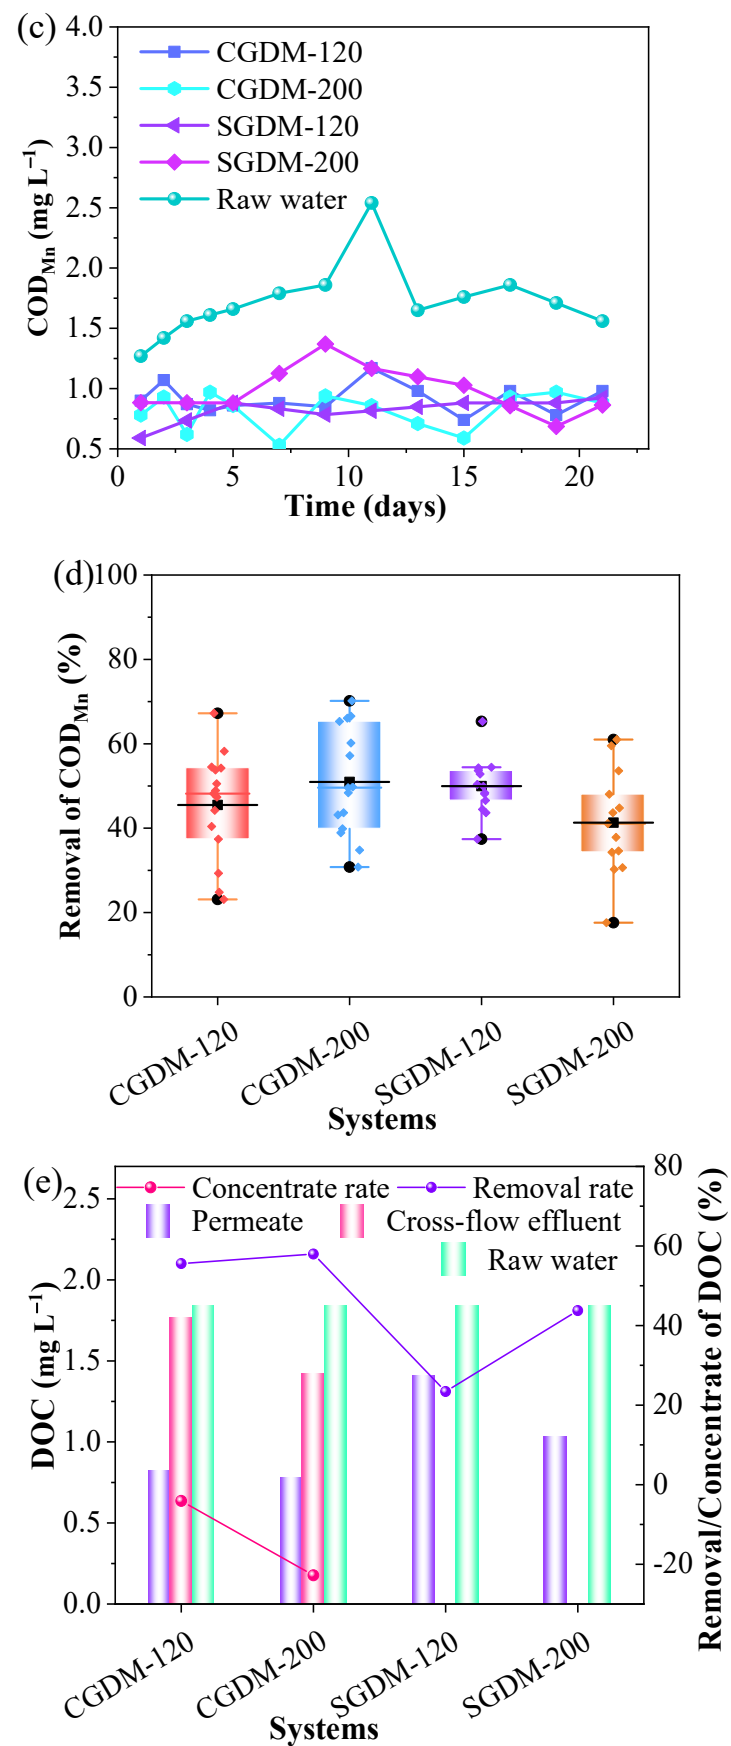 (c)
4.0
3.5
3.0
2.5
2.0
1.5
1.0
0.5
COD_Mn (mg L⁻¹)
CGDM-120
CGDM-200
SGDM-120
SGDM-200
Raw water
0 5 10 15 20
Time (days)
(d)
100
80
60
40
20
0
Removal of COD_Mn (%)
CGDM-120 CGDM-200 SGDM-120 SGDM-200
Systems
(e)
2.5
2.0
1.5
1.0
0.5
0.0
DOC (mg L⁻¹)
Concentrate rate Removal rate
Permeate Cross-flow effluent
Raw water
80
60
40
20
0
-20
Removal/Concentrate of DOC (%)
CGDM-120 CGDM-200 SGDM-120 SGDM-200
Systems